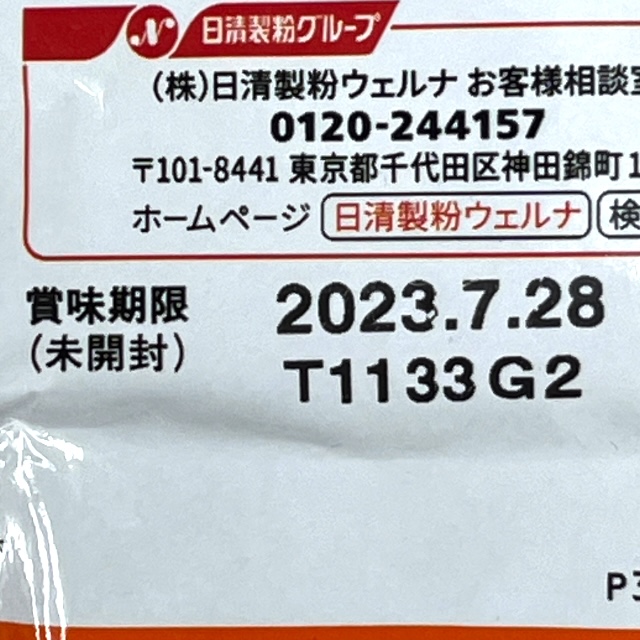 日清製粉グループ
(株)日清製粉ウェルナ お客様相談室
0120-244157
〒101-8441 東京都千代田区神田錦町1
ホームページ 日清製粉ウェルナ 検
賞味期限 2023.7.28
(未開封) T1133G2
P3